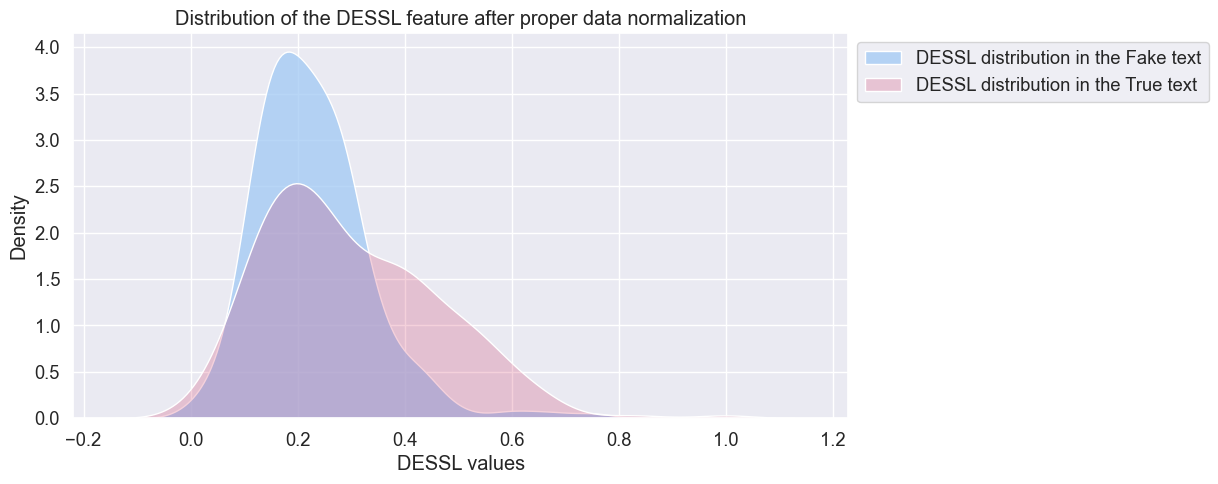 Distribution of the DESSL feature after proper data normalization
DESSL distribution in the Fake text
DESSL distribution in the True text
4.0
3.5
3.0
2.5
2.0
1.5
1.0
0.5
0.0
Density
−0.2 0.0 0.2 0.4 0.6 0.8 1.0 1.2
DESSL values